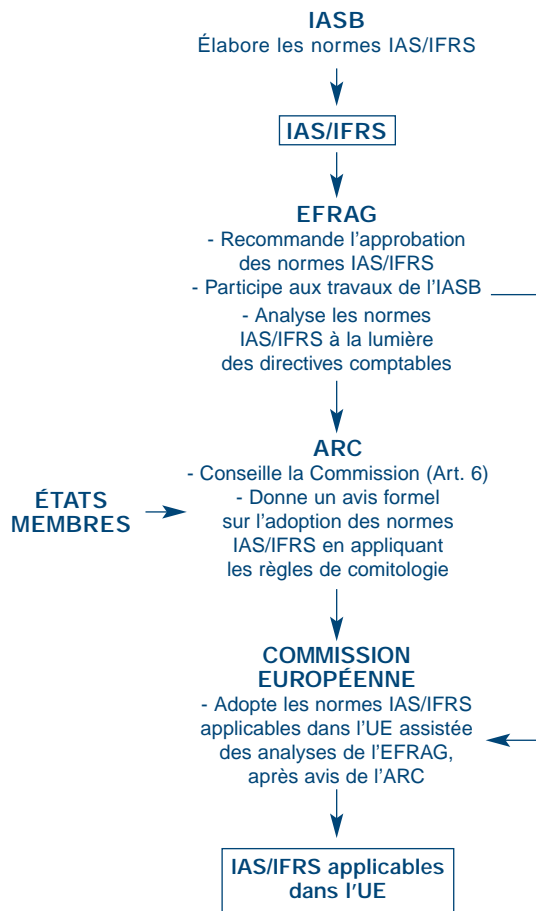 IASB
Élabore les normes IAS/IFRS
IAS/IFRS
EFRAG
- Recommande l'approbation
des normes IAS/IFRS
- Participe aux travaux de l'IASB
- Analyse les normes
IAS/IFRS à la lumière
des directives comptables
ARC
- Conseille la Commission (Art. 6)
- Donne un avis formel
sur l'adoption des normes
IAS/IFRS en appliquant
les règles de comitologie
ÉTATS
MEMBRES
COMMISSION
EUROPÉENNE
- Adopte les normes IAS/IFRS
applicables dans l'UE assistée
des analyses de l'EFRAG,
après avis de l'ARC
IAS/IFRS applicables
dans l'UE